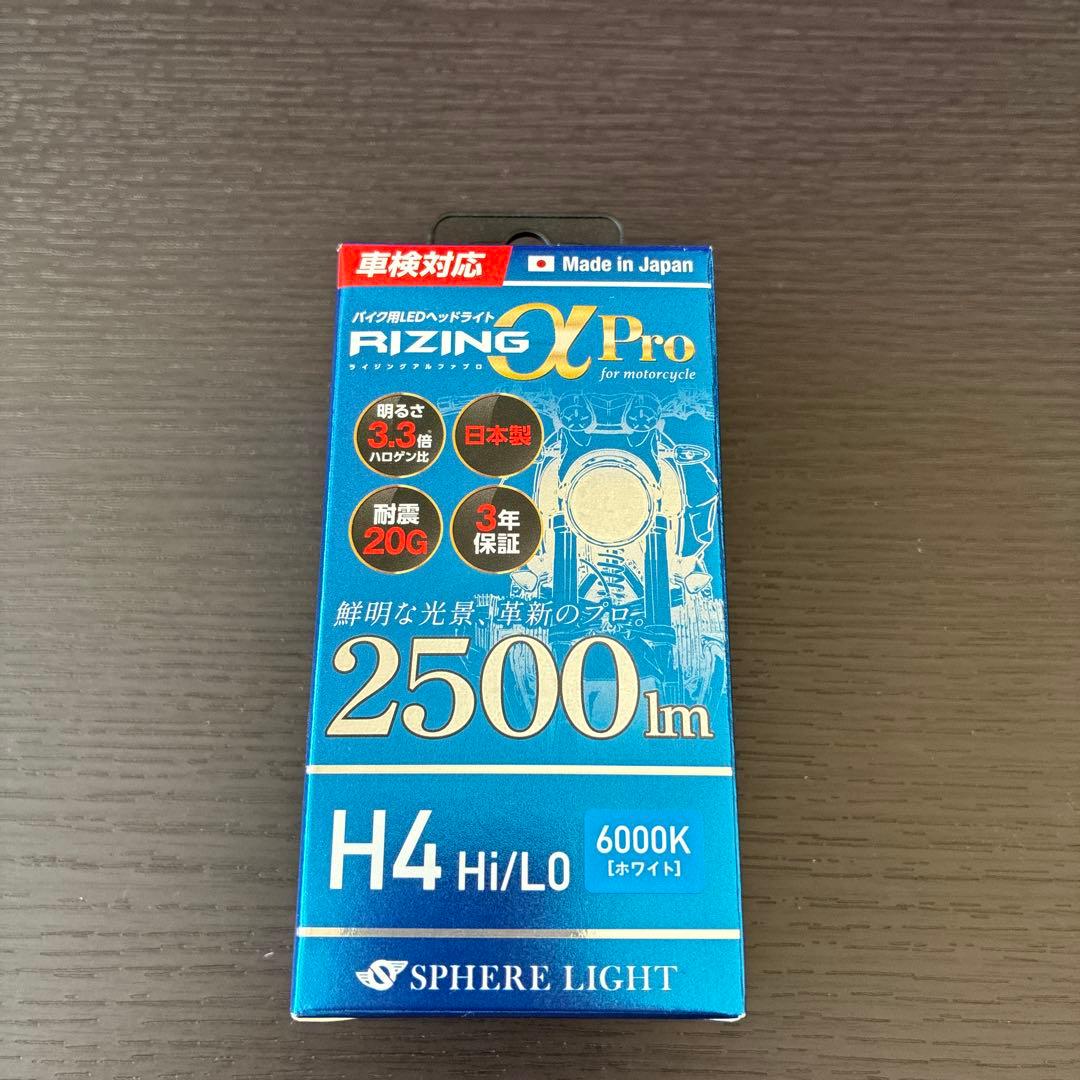 車検対応
Made in Japan
バイク用LEDヘッドライト
RIZING α Pro
ライジングアルファプロ
for motorcycle
明るさ
3.3倍
ハロゲン比
日本製
耐震
20G
3年
保証
鮮明な光景、革新のプロ。
2500lm
H4 Hi/LO
6000K
[ホワイト]
SPHERE LIGHT